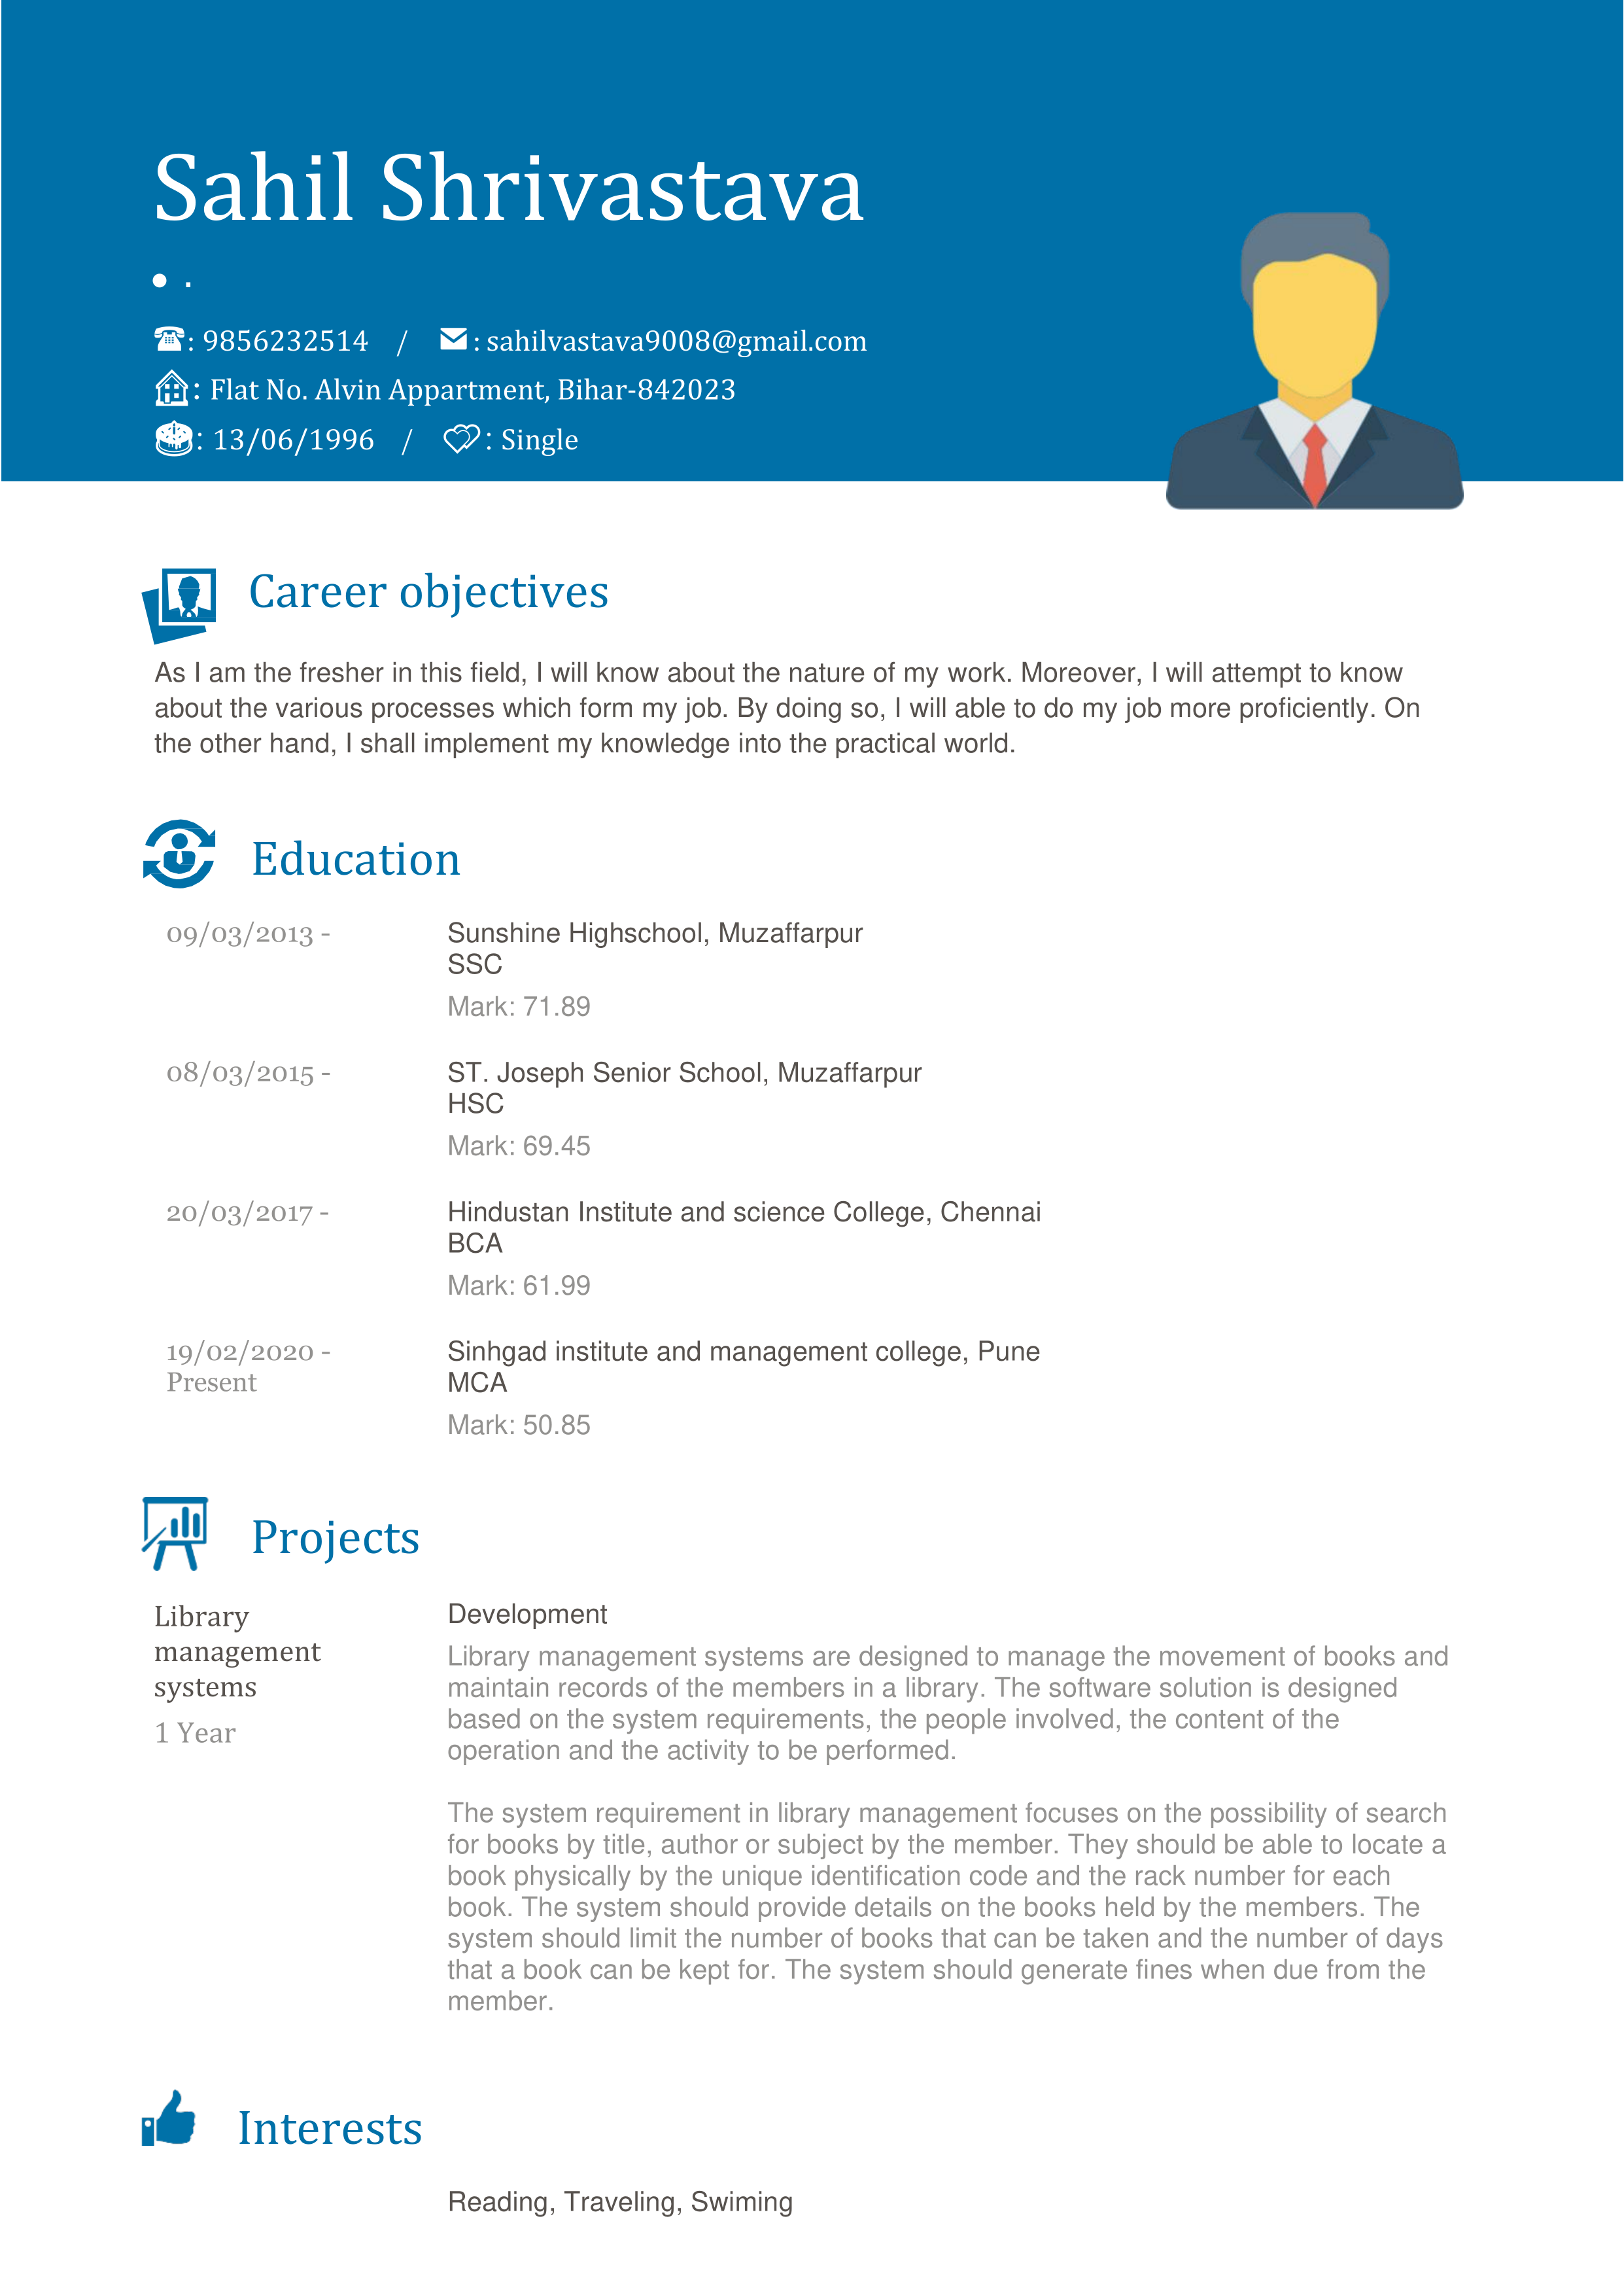 Sahil Shrivastava
• .
: 9856232514 / : sahilvastava9008@gmail.com
: Flat No. Alvin Appartment, Bihar-842023
: 13/06/1996 / : Single
Career objectives
As I am the fresher in this field, I will know about the nature of my work. Moreover, I will attempt to know
about the various processes which form my job. By doing so, I will able to do my job more proficiently. On
the other hand, I shall implement my knowledge into the practical world.
Education
09/03/2013 -
Sunshine Highschool, Muzaffarpur
SSC
Mark: 71.89
08/03/2015 -
ST. Joseph Senior School, Muzaffarpur
HSC
Mark: 69.45
20/03/2017 -
Hindustan Institute and science College, Chennai
BCA
Mark: 61.99
19/02/2020 -
Present
Sinhgad institute and management college, Pune
MCA
Mark: 50.85
Projects
Library
management
systems
1 Year
Development
Library management systems are designed to manage the movement of books and
maintain records of the members in a library. The software solution is designed
based on the system requirements, the people involved, the content of the
operation and the activity to be performed.
The system requirement in library management focuses on the possibility of search
for books by title, author or subject by the member. They should be able to locate a
book physically by the unique identification code and the rack number for each
book. The system should provide details on the books held by the members. The
system should limit the number of books that can be taken and the number of days
that a book can be kept for. The system should generate fines when due from the
member.
Interests
Reading, Traveling, Swiming